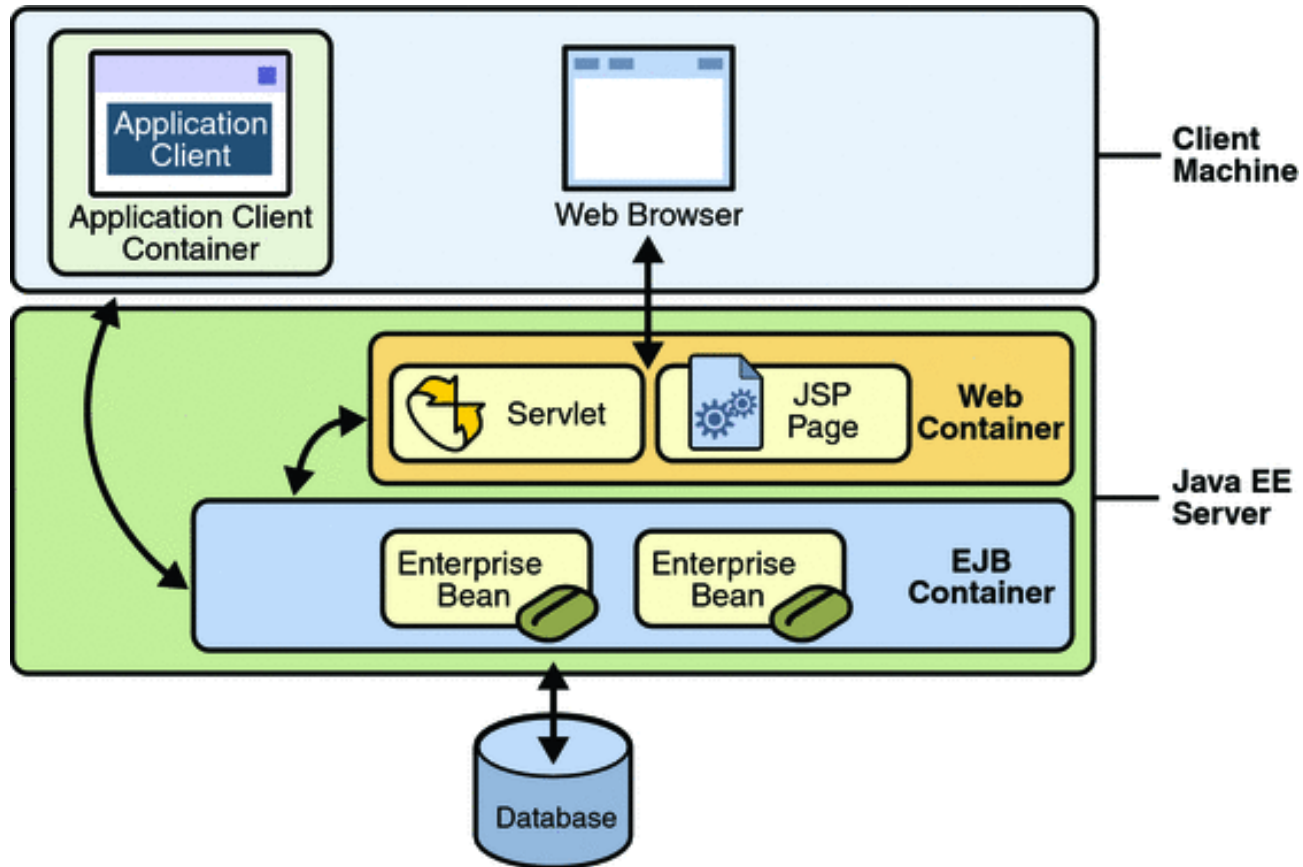 Application
Client
Application Client
Container
Web Browser
Client
Machine
Servlet
JSP
Page
Web
Container
Java EE
Server
Enterprise
Bean
Enterprise
Bean
EJB
Container
Database